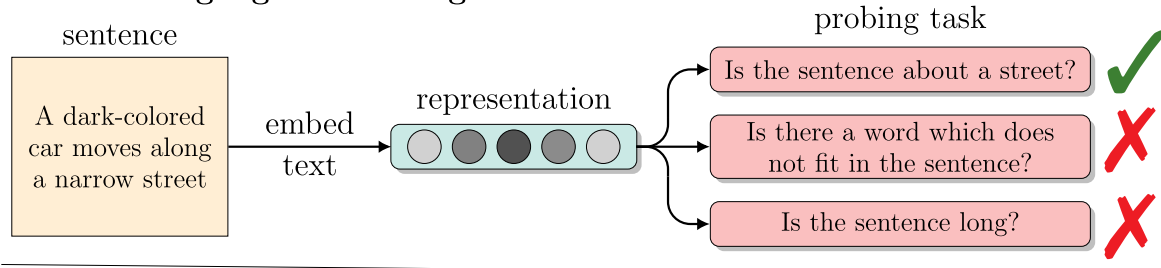 sentence
A dark-colored
car moves along
a narrow street
embed
text
representation
probing task
Is the sentence about a street?
Is there a word which does
not fit in the sentence?
Is the sentence long?